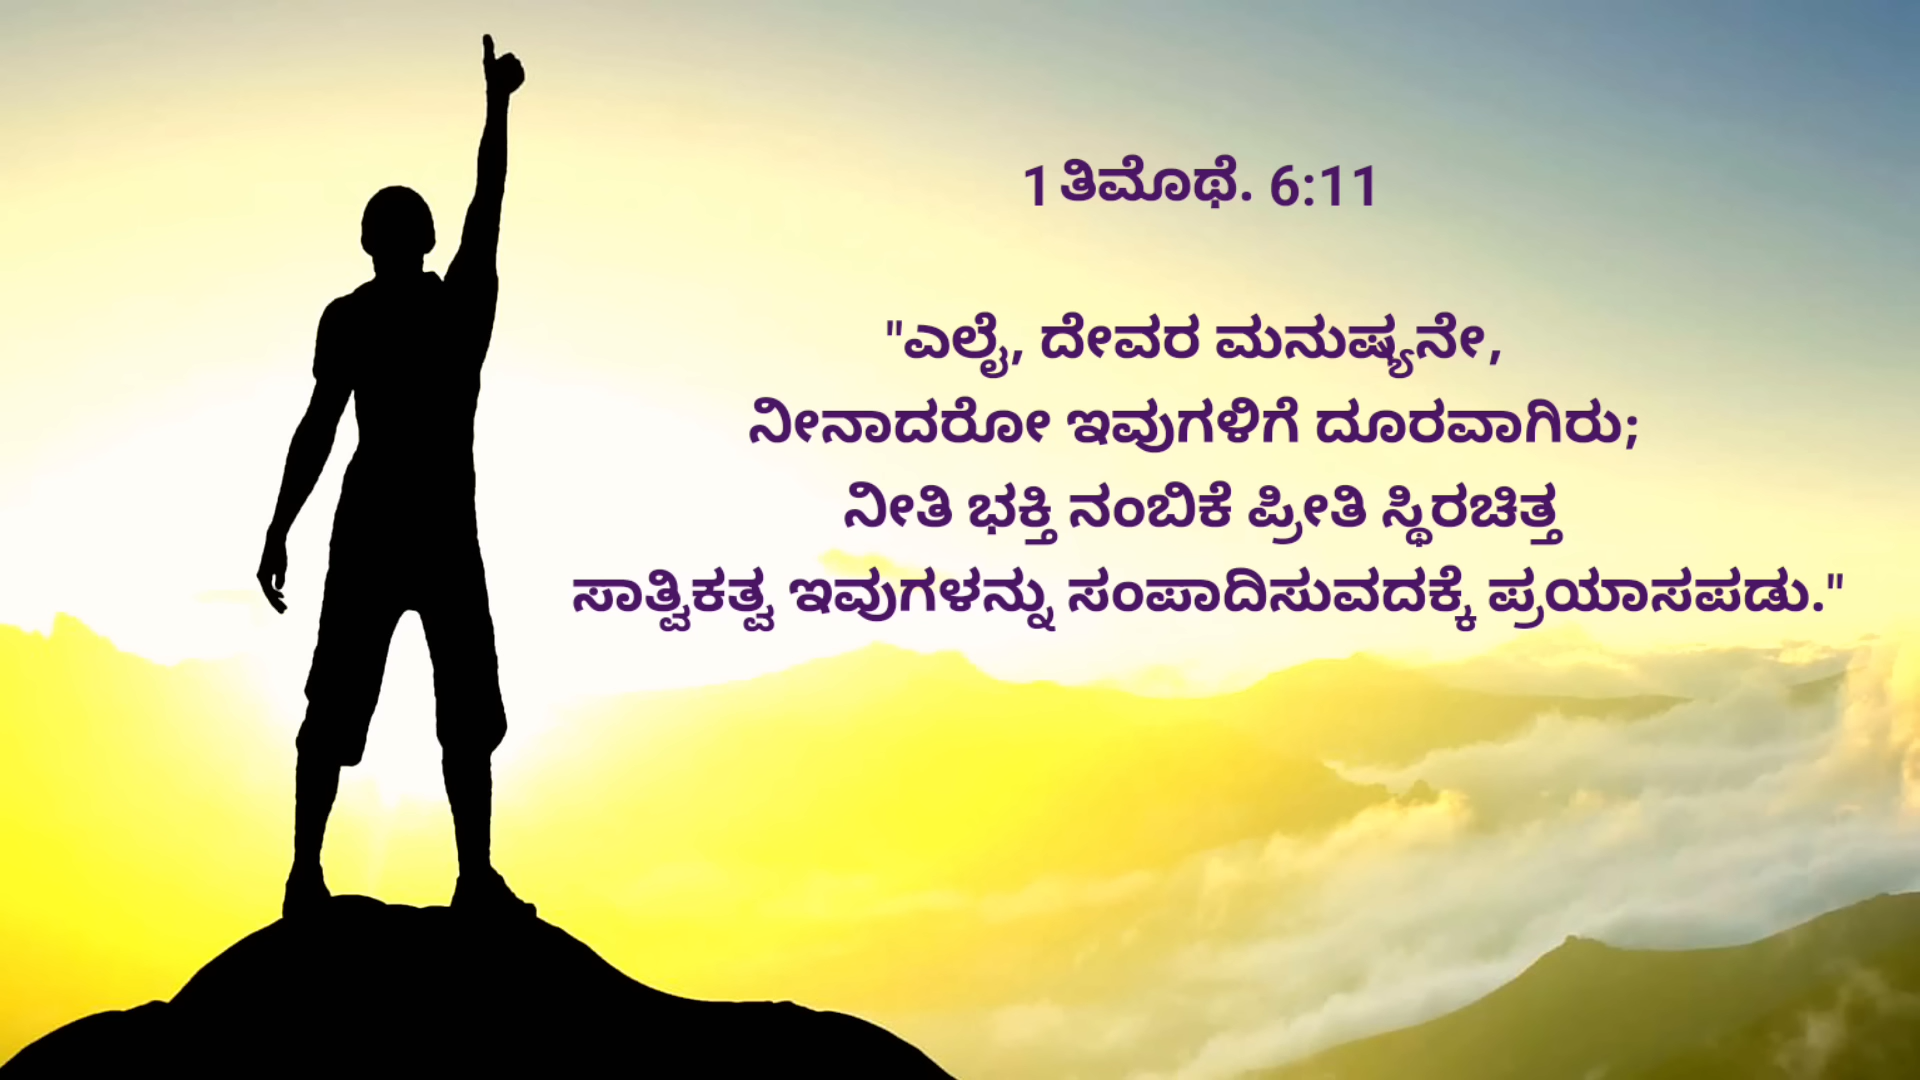 1 ತಿಮೊಥೆ. 6:11
"ಎಲೈ, ದೇವರ ಮನುಷ್ಯನೇ,
ನೀನಾದರೋ ಇವುಗಳಿಗೆ ದೂರವಾಗಿರು;
ನೀತಿ ಭಕ್ತಿ ನಂಬಿಕೆ ಪ್ರೀತಿ ಸ್ಥಿರಚಿತ್ತ
ಸಾತ್ವಿಕತ್ವ ಇವುಗಳನ್ನು ಸಂಪಾದಿಸುವದಕ್ಕೆ ಪ್ರಯಾಸಪಡು."